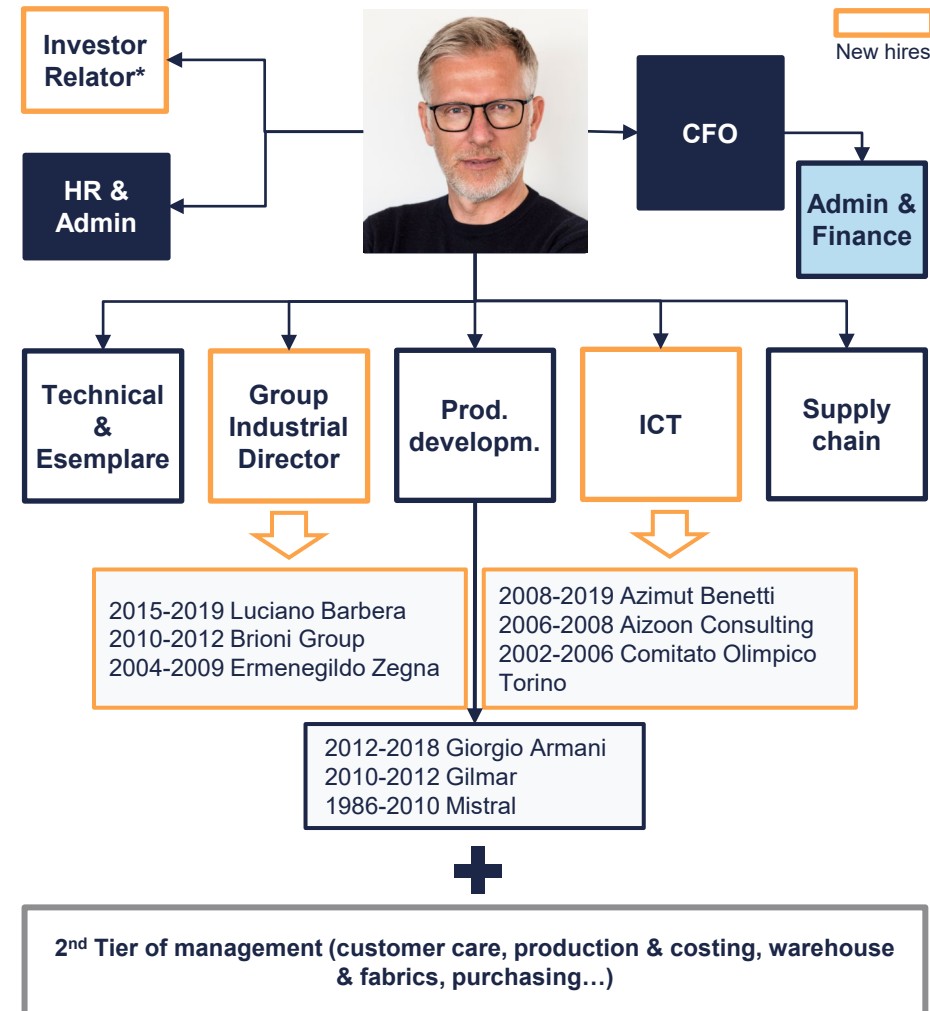 Investor
Relator*
New hires
CFO
HR &
Admin
Admin &
Finance
Technical
&
Esemplare
Group
Industrial
Director
Prod.
developm.
ICT
Supply
chain
2015-2019 Luciano Barbera
2010-2012 Brioni Group
2004-2009 Ermenegildo Zegna
2008-2019 Azimut Benetti
2006-2008 Aizoon Consulting
2002-2006 Comitato Olimpico
Torino
2012-2018 Giorgio Armani
2010-2012 Gilmar
1986-2010 Mistral
2nd Tier of management (customer care, production & costing, warehouse
& fabrics, purchasing…)